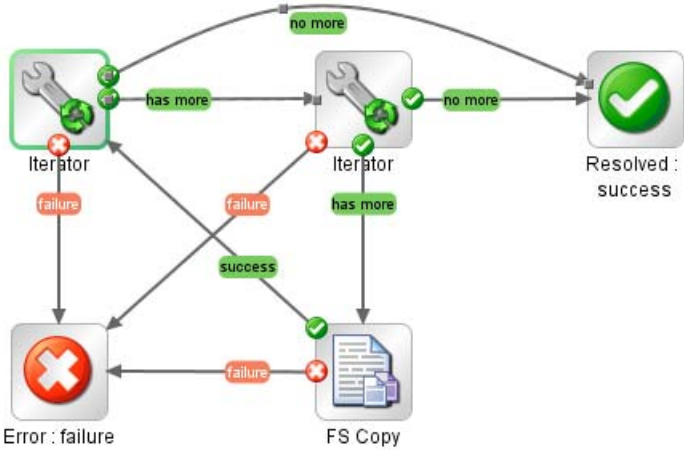 no more
has more
no more
Iterator
Iterator
Resolved :
success
failure
failure
has more
success
failure
Error : failure
FS Copy